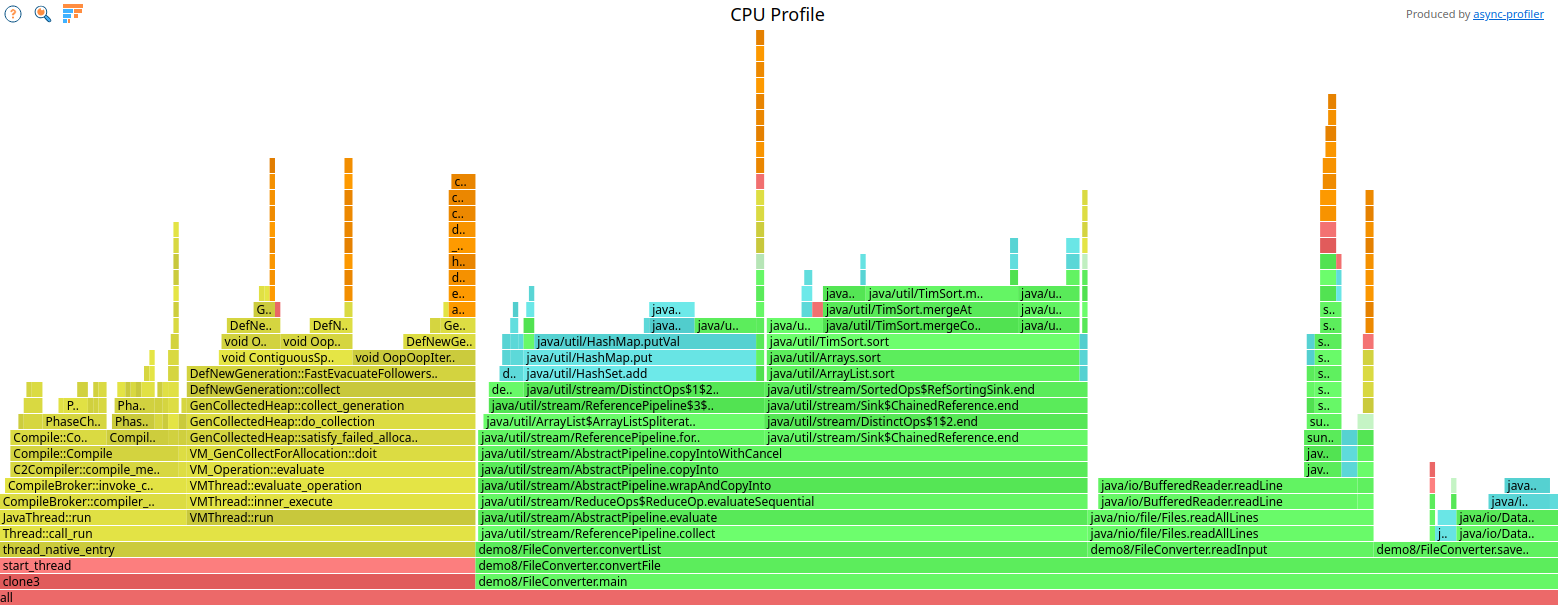 ?
CPU Profile
Produced by async-profiler
c..
c..
c..
d..
_..
h..
d..
e.. java.. java/util/TimSort.m.. java/u..
G.. a.. java.. java/util/TimSort.mergeAt java/u.. s..
DefNe.. DefN.. Ge.. java.. java/u.. java/u.. java/util/TimSort.mergeCo.. java/u.. s..
void O.. void Oop.. DefNewGe.. java/util/HashMap.putVal java/util/TimSort.sort s..
void ContiguousSp.. void OopOopIter.. java/util/HashMap.put java/util/Arrays.sort s..
DefNewGeneration::FastEvacuateFollowers.. d.. java/util/HashSet.add java/util/ArrayList.sort s..
DefNewGeneration::collect de.. java/util/stream/DistinctOps$1$2.. java/util/stream/SortedOps$RefSortingSink.end s..
P.. Pha.. GenCollectedHeap::collect_generation java/util/stream/ReferencePipeline$3$.. java/util/stream/Sink$ChainedReference.end s..
PhaseCh.. Phas.. GenCollectedHeap::do_collection java/util/ArrayList$ArrayListSpliterat.. java/util/stream/DistinctOps$1$2.end su..
Compile::Co.. Compil.. GenCollectedHeap::satisfy_failed_alloca.. java/util/stream/ReferencePipeline.for.. java/util/stream/Sink$ChainedReference.end sun..
Compile::Compile VM_GenCollectForAllocation::doit java/util/stream/AbstractPipeline.copyIntoWithCancel jav..
C2Compiler::compile_me.. VM_Operation::evaluate java/util/stream/AbstractPipeline.copyInto jav..
CompileBroker::invoke_c.. VMThread::evaluate_operation java/util/stream/AbstractPipeline.wrapAndCopyInto java/io/BufferedReader.readLine java..
CompileBroker::compiler_.. VMThread::inner_execute java/util/stream/ReduceOps$ReduceOp.evaluateSequential java/io/BufferedReader.readLine java/i..
JavaThread::run VMThread::run java/util/stream/AbstractPipeline.evaluate java/nio/file/Files.readAllLines java/io/Data..
Thread::call_run java/util/stream/ReferencePipeline.collect java/nio/file/Files.readAllLines j.. java/io/Data..
thread_native_entry demo8/FileConverter.convertList demo8/FileConverter.readInput demo8/FileConverter.save..
start_thread demo8/FileConverter.convertFile
clone3 demo8/FileConverter.main
all